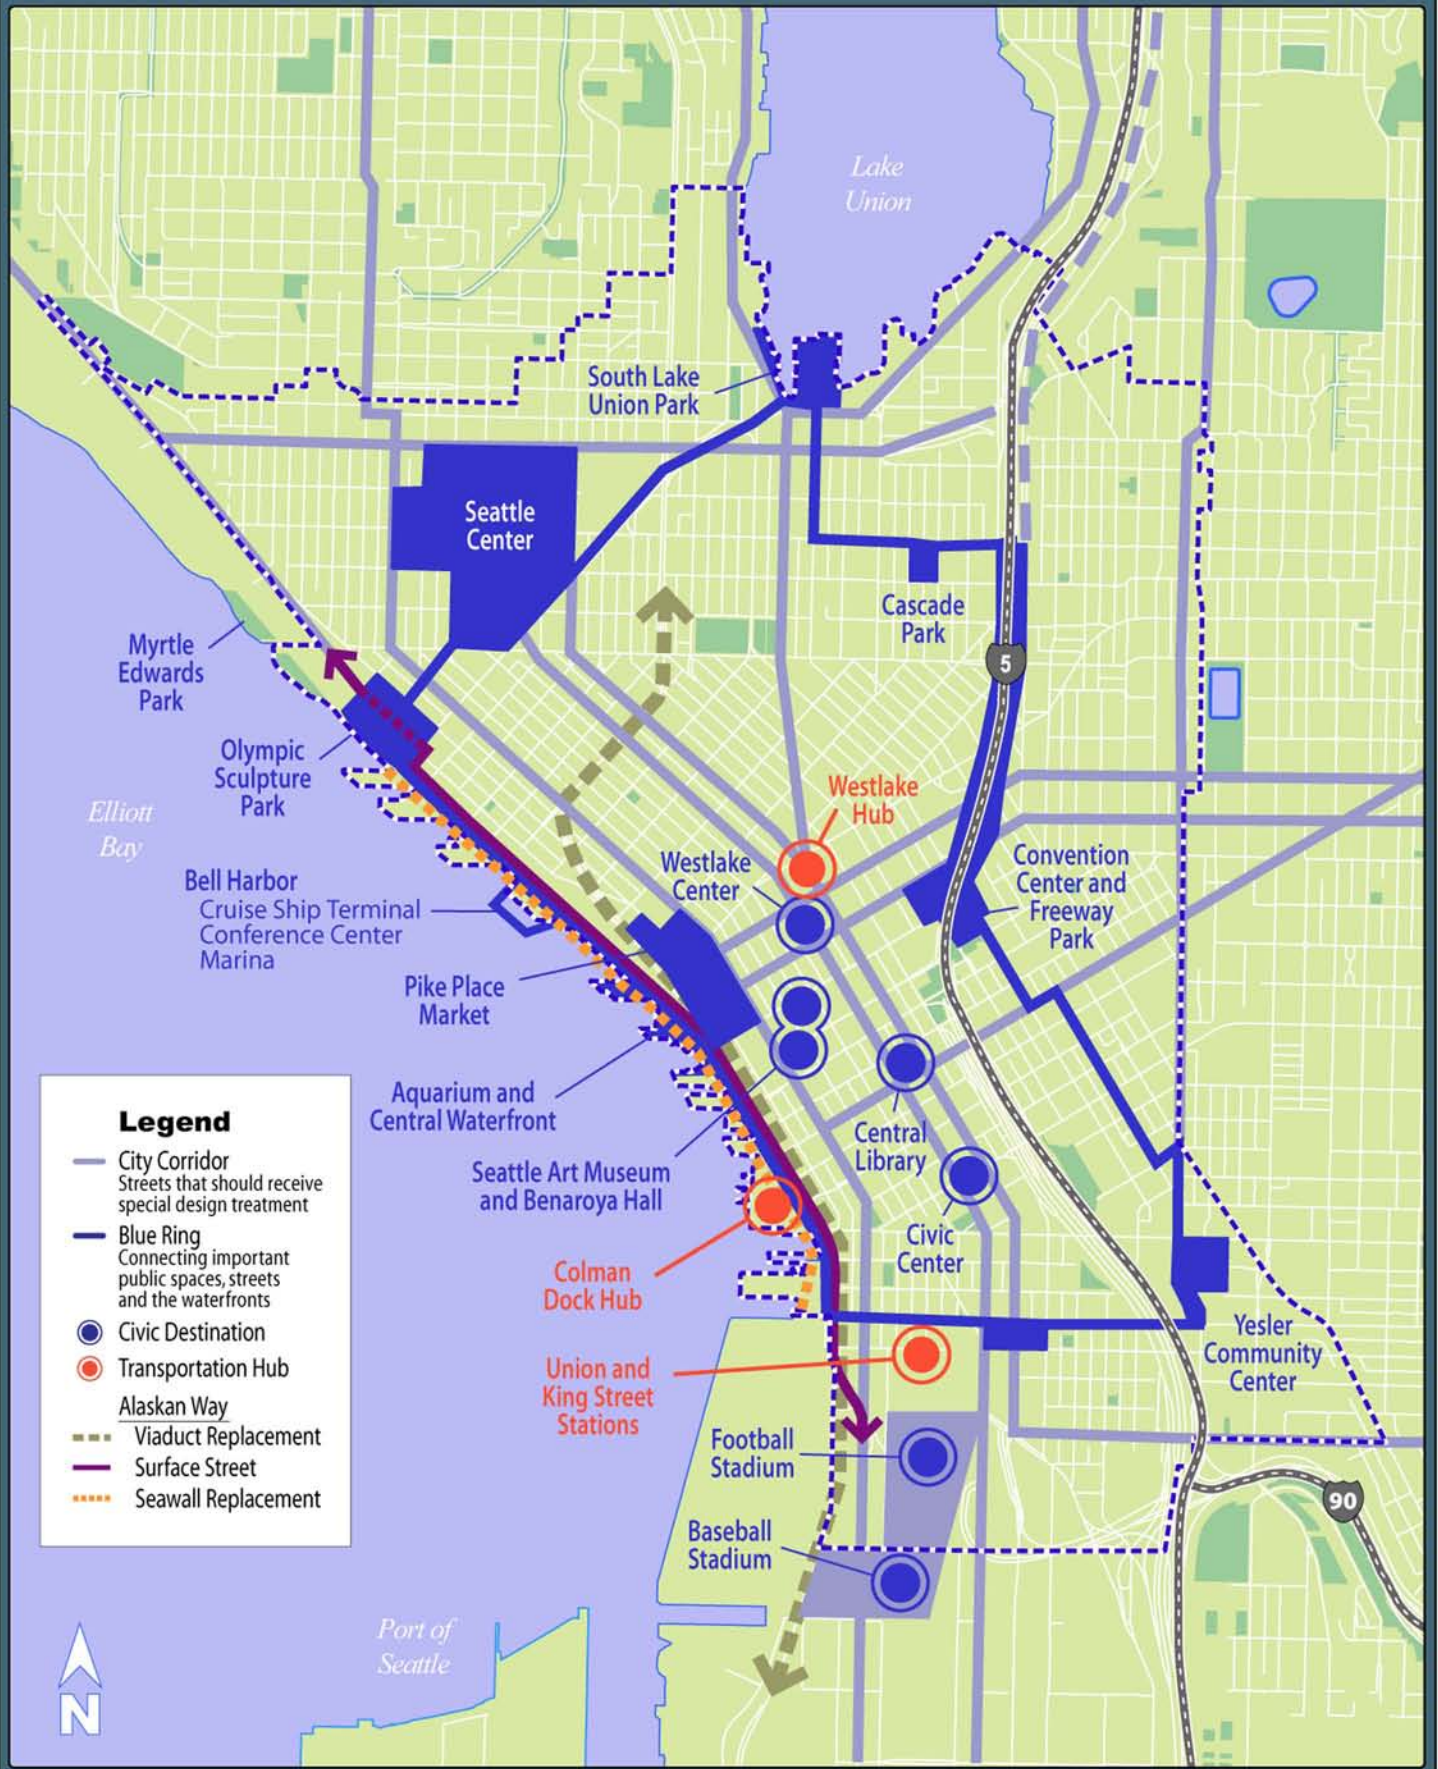 Lake
Union
South Lake
Union Park
Seattle
Center
Cascade
Park
Myrtle
Edwards
Park
5
Olympic
Sculpture
Park
Westlake
Hub
Elliott
Bay
Westlake
Center
Convention
Center and
Freeway
Park
Bell Harbor
Cruise Ship Terminal
Conference Center
Marina
Pike Place
Market
Aquarium and
Central Waterfront
Central
Library
Seattle Art Museum
and Benaroya Hall
Civic
Center
Colman
Dock Hub
Yesler
Community
Center
Union and
King Street
Stations
Football
Stadium
90
Baseball
Stadium
Port of
Seattle
Legend
City Corridor
Streets that should receive
special design treatment
Blue Ring
Connecting important
public spaces, streets
and the waterfronts
Civic Destination
Transportation Hub
Alaskan Way
Viaduct Replacement
Surface Street
Seawall Replacement
N